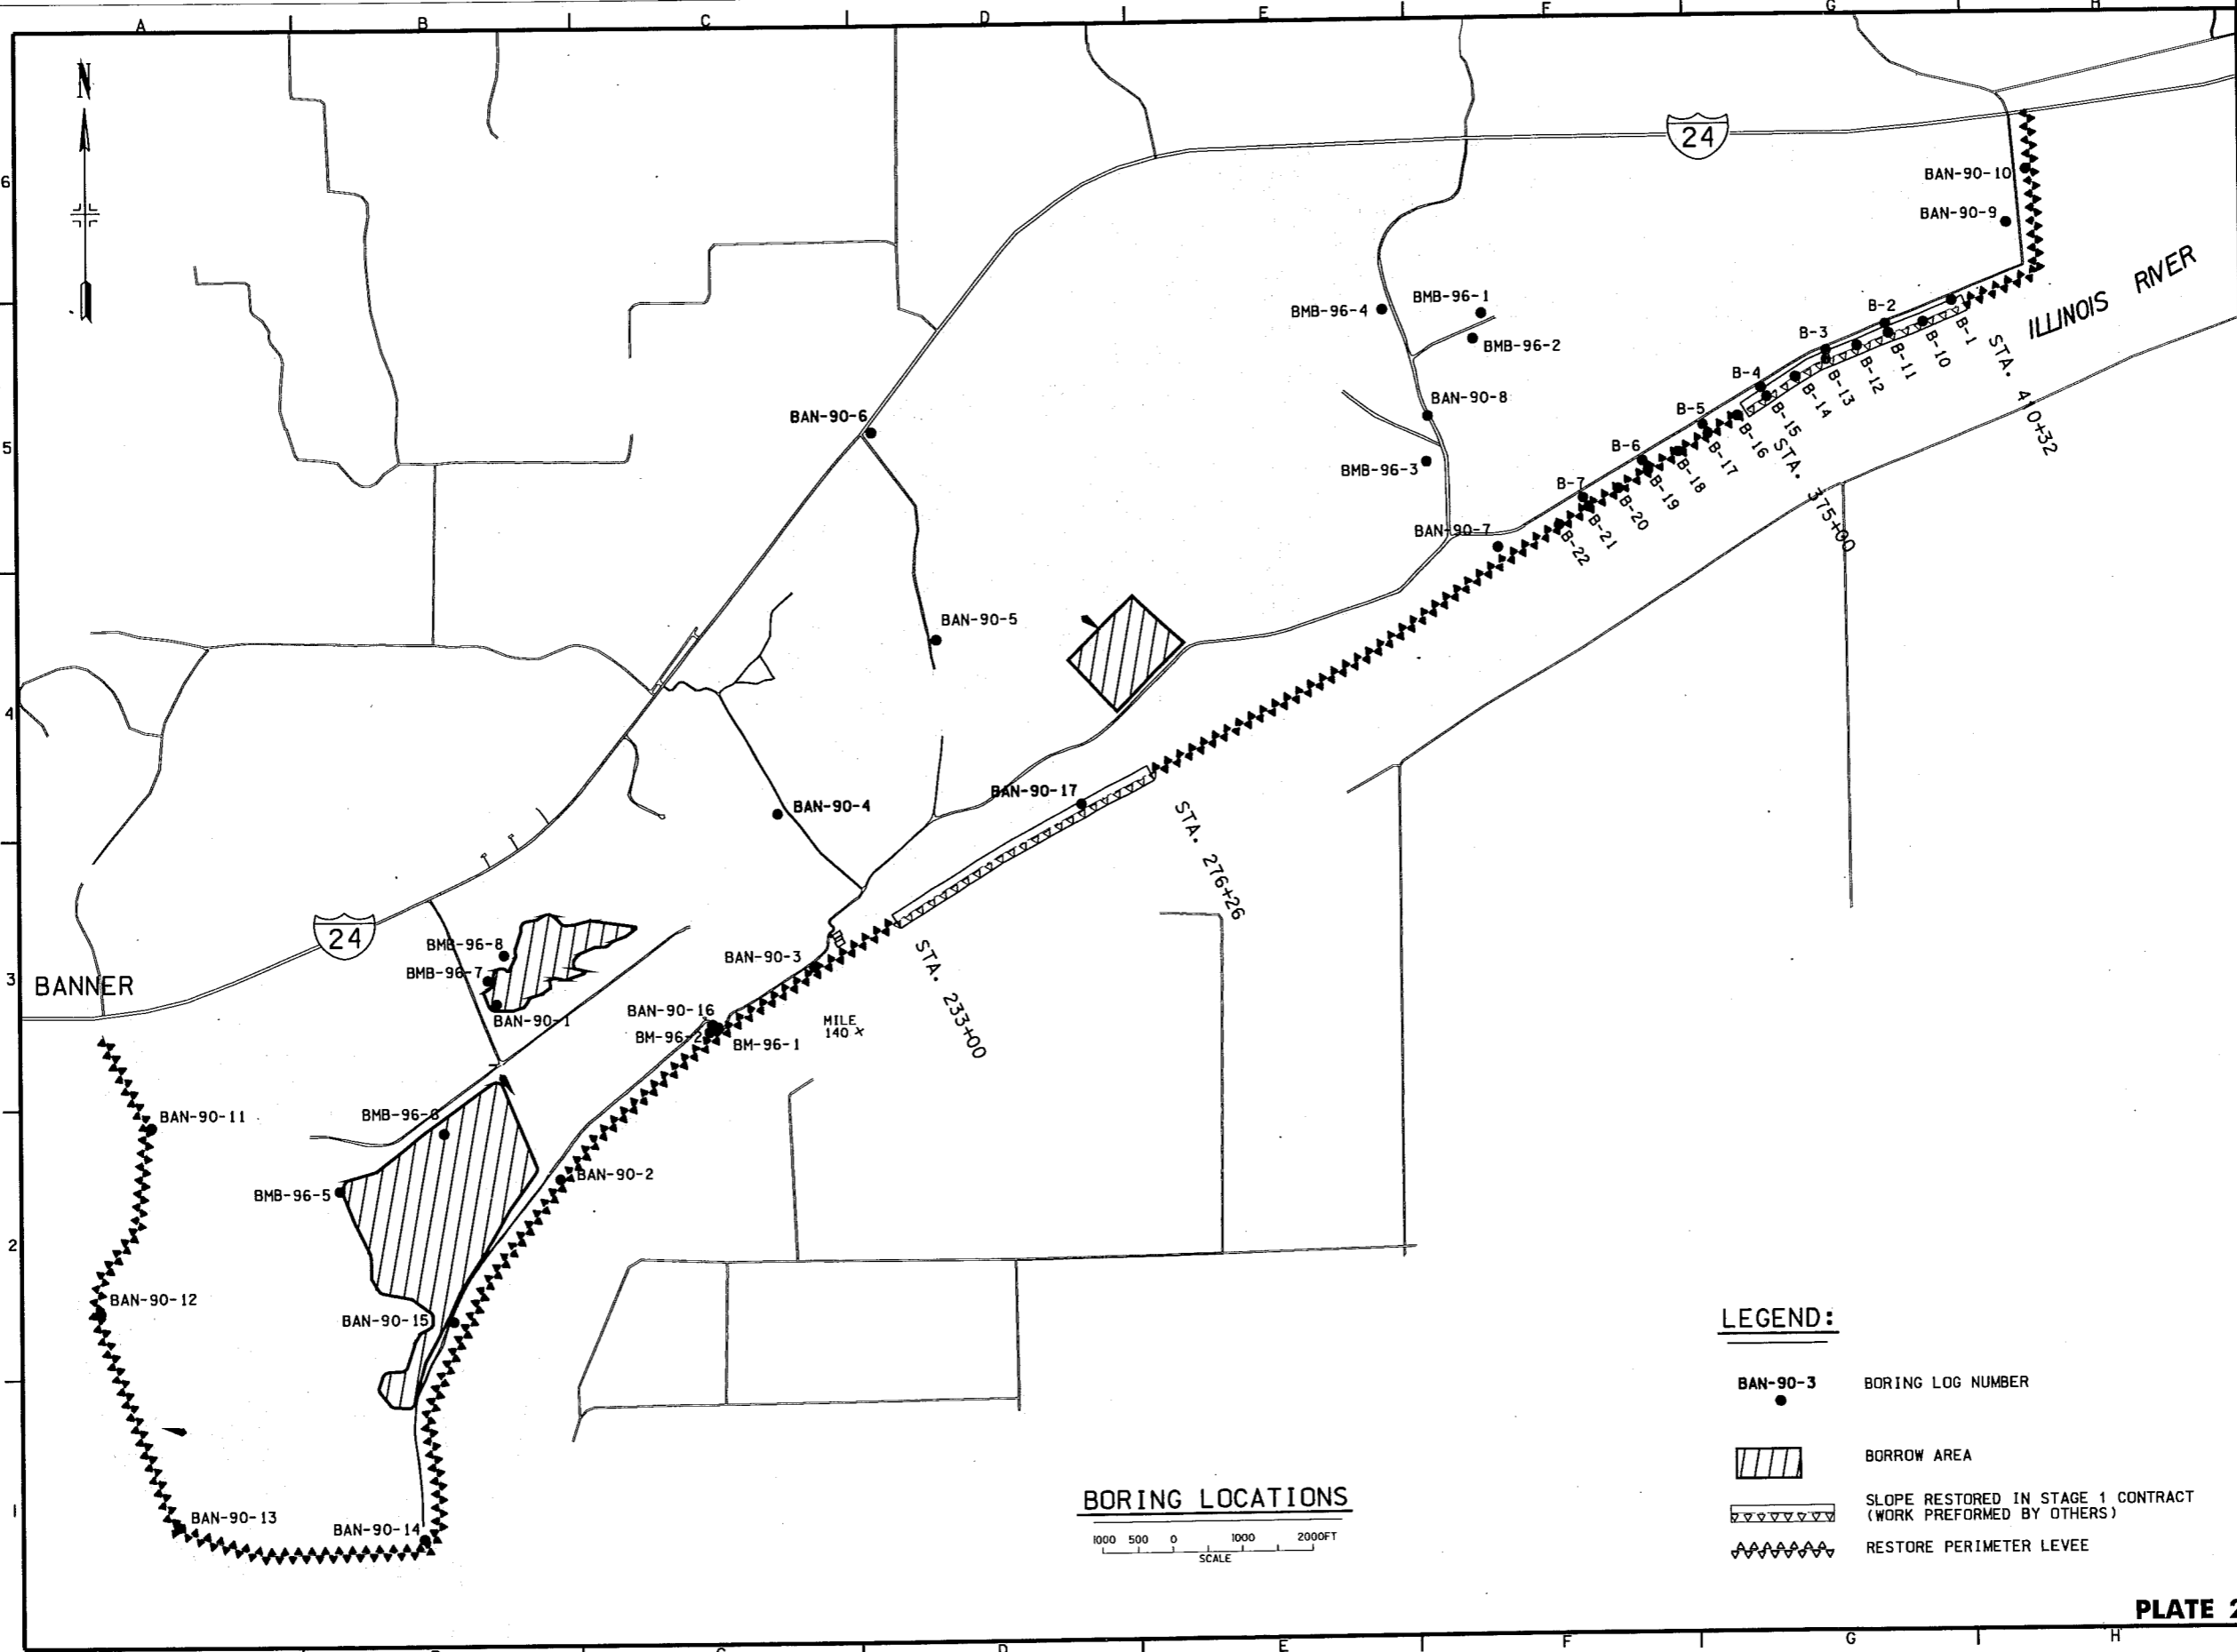 A B C D E F G H
N
6
5
4
3
2
1
24
BAN-90-10
BAN-90-9
ILLINOIS RIVER
BMB-96-4
BMB-96-1
BMB-96-2
BAN-90-8
BMB-96-3
BAN-90-7
B-1
B-2
B-3
B-4
B-5
B-6
B-7
B-10
B-11
B-12
B-13
B-14
B-15
B-16
B-17
B-18
B-19
B-20
B-21
B-22
STA. 410+32
STA. 375+00
BAN-90-6
BAN-90-5
BAN-90-4
BAN-90-17
STA. 276+26
STA. 233+00
24
BANNER
BMB-96-8
BMB-96-7
BAN-90-1
BAN-90-3
BAN-90-16
BM-96-2
BM-96-1
MILE
140 x
BAN-90-11
BMB-96-6
BMB-96-5
BAN-90-2
BAN-90-12
BAN-90-15
BAN-90-13
BAN-90-14
BORING LOCATIONS
1000 500 0 1000 2000FT
SCALE
LEGEND:
BAN-90-3 BORING LOG NUMBER
BORROW AREA
SLOPE RESTORED IN STAGE 1 CONTRACT
(WORK PREFORMED BY OTHERS)
RESTORE PERIMETER LEVEE
PLATE 2
D E F G H